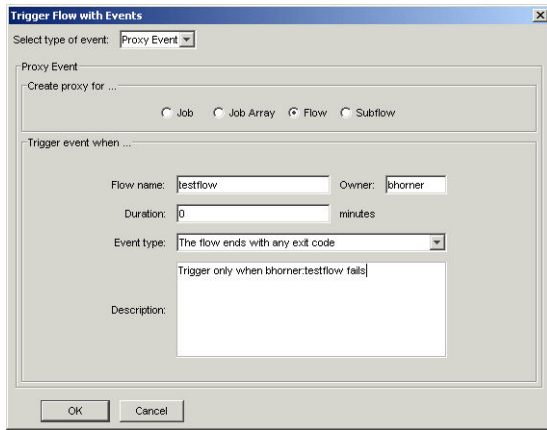 Trigger Flow with Events
Select type of event: Proxy Event
Proxy Event
Create proxy for ...
Job Job Array Flow Subflow
Trigger event when ...
Flow name: testflow Owner: bhorner
Duration: 0 minutes
Event type: The flow ends with any exit code
Description: Trigger only when bhorner:testflow fails
OK Cancel